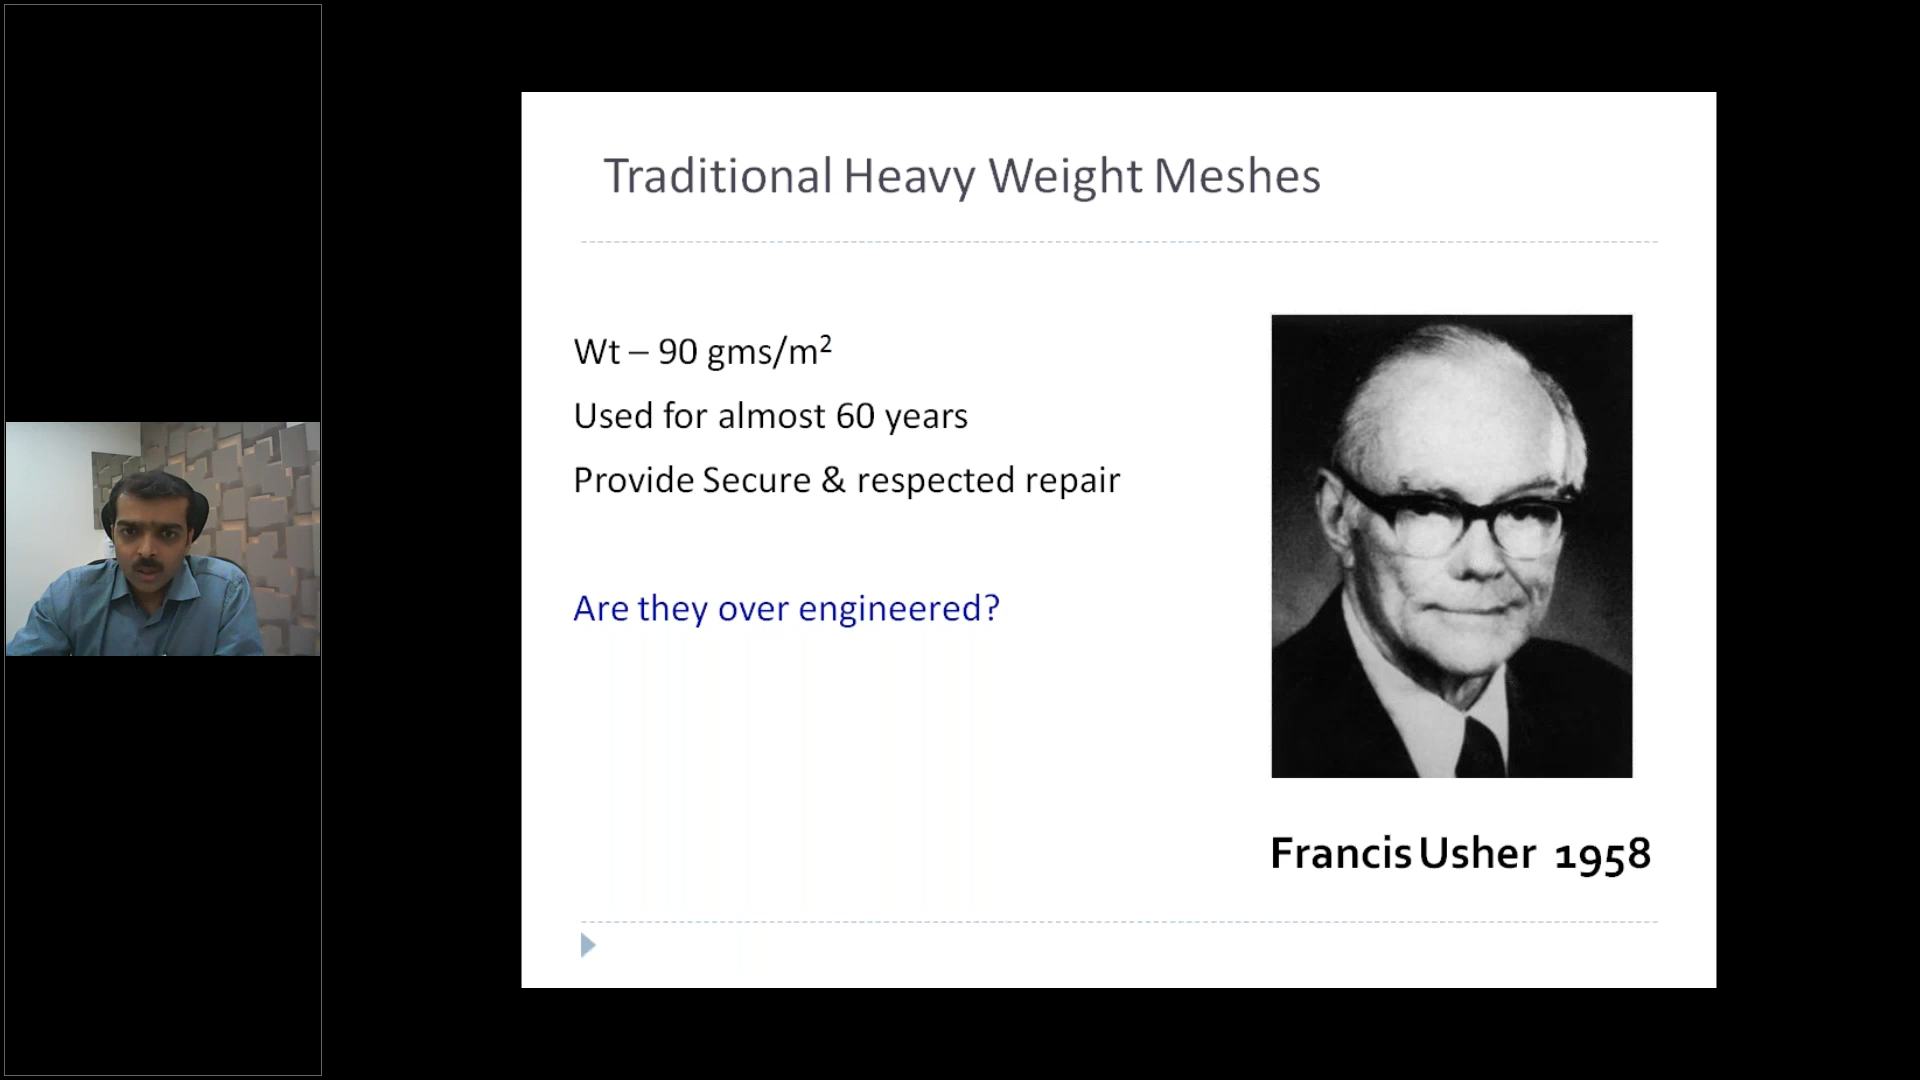 Traditional Heavy Weight Meshes
Wt – 90 gms/m²
Used for almost 60 years
Provide Secure & respected repair
Are they over engineered?
Francis Usher 1958